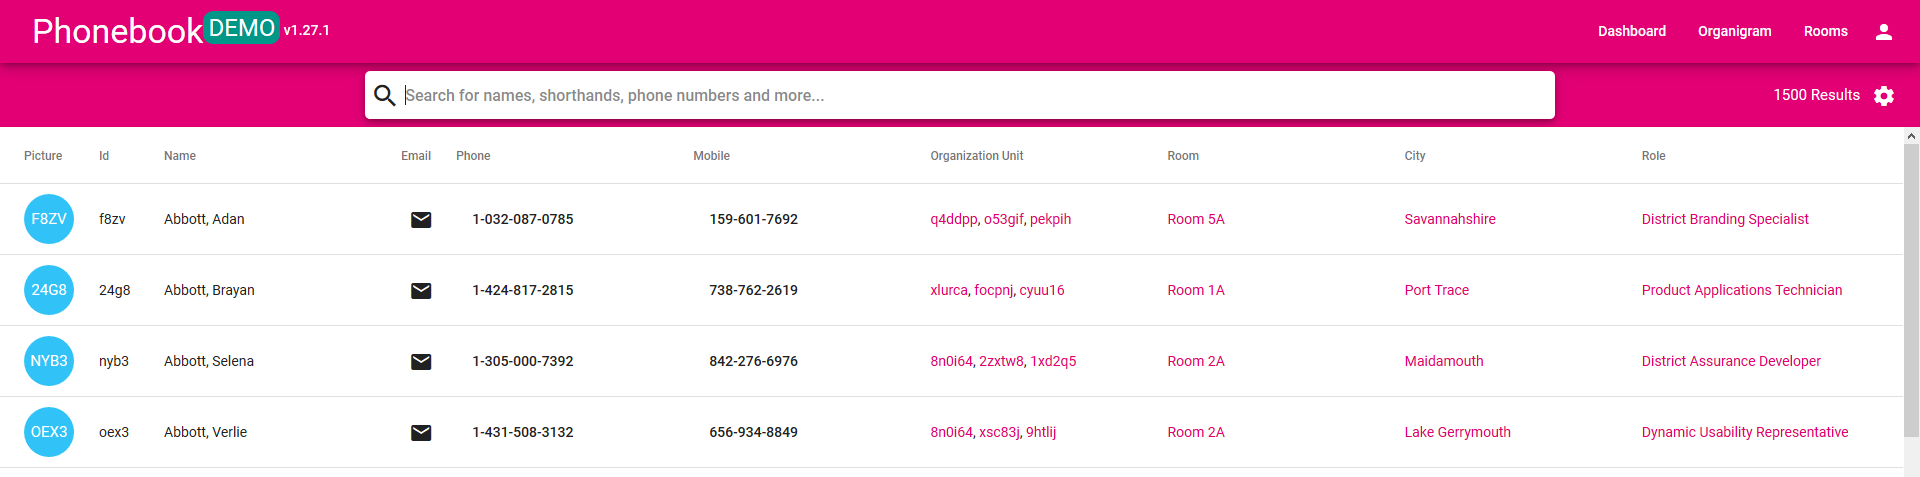 Phonebook DEMO v1.27.1 Dashboard Organigram Rooms
Search for names, shorthands, phone numbers and more... 1500 Results
Picture Id Name Email Phone Mobile Organization Unit Room City Role
F8ZV f8zv Abbott, Adan 1-032-087-0785 159-601-7692 q4ddpp, o53gif, pekpih Room 5A Savannahshire District Branding Specialist
24G8 24g8 Abbott, Brayan 1-424-817-2815 738-762-2619 xlurca, focpnj, cyuu16 Room 1A Port Trace Product Applications Technician
NYB3 nyb3 Abbott, Selena 1-305-000-7392 842-276-6976 8n0i64, 2zxtw8, 1xd2q5 Room 2A Maidamouth District Assurance Developer
OEX3 oex3 Abbott, Verlie 1-431-508-3132 656-934-8849 8n0i64, xsc83j, 9htlij Room 2A Lake Gerrymouth Dynamic Usability Representative